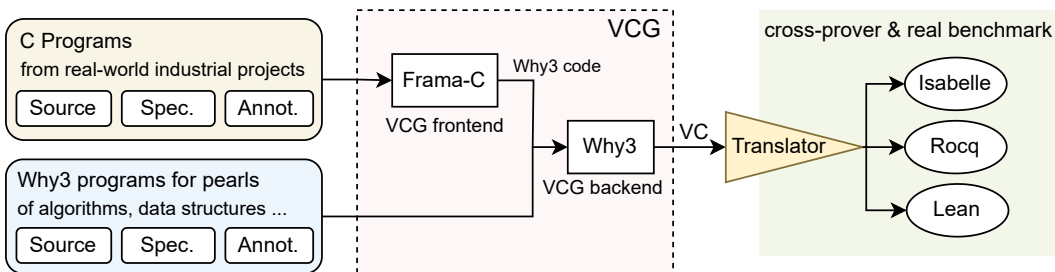 C Programs
from real-world industrial projects
Source Spec. Annot.
Why3 programs for pearls
of algorithms, data structures ...
Source Spec. Annot.
VCG
Frama-C
VCG frontend
Why3 code
Why3
VCG backend
VC
Translator
cross-prover & real benchmark
Isabelle
Rocq
Lean